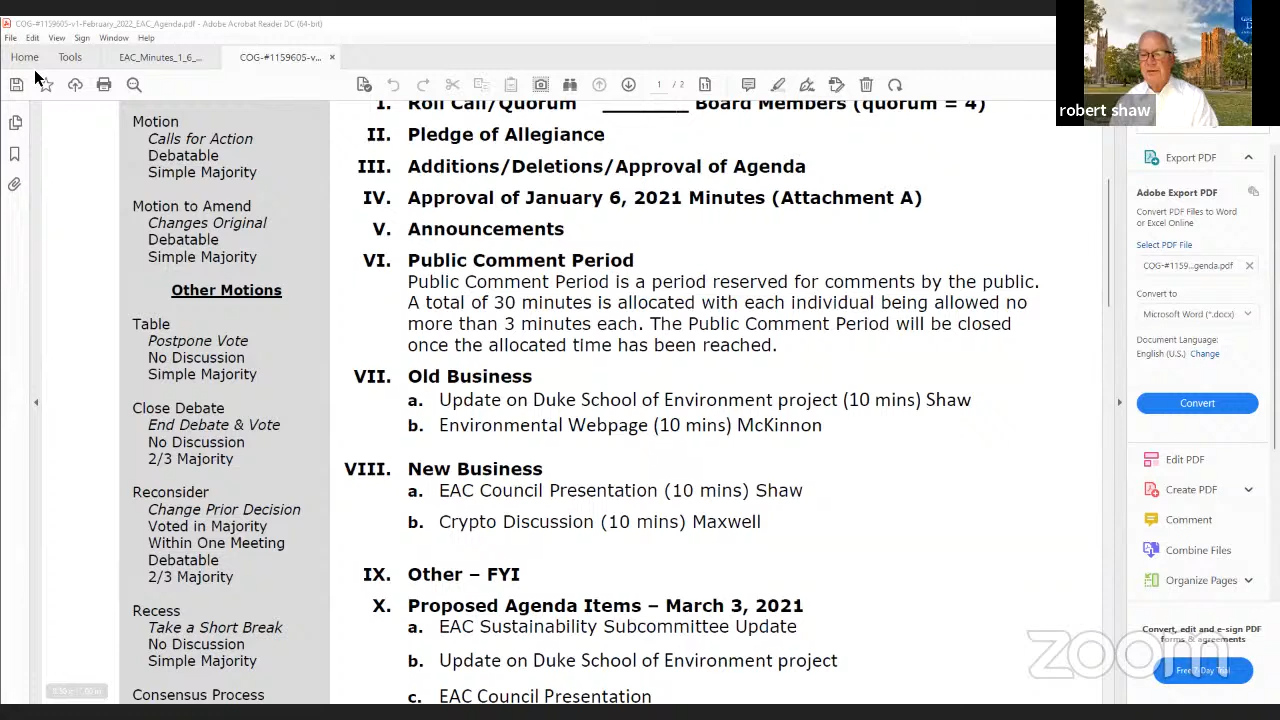 COG-#1159605-v1-February_2022_EAC_Agenda.pdf - Adobe Acrobat Reader DC (64-bit)
File Edit View Sign Window Help
Home Tools EAC_Minutes_1_6_... COG-#1159605-v... ×
1 / 2
robert shaw
Motion
Calls for Action
Debatable
Simple Majority
Motion to Amend
Changes Original
Debatable
Simple Majority
Other Motions
Table
Postpone Vote
No Discussion
Simple Majority
Close Debate
End Debate & Vote
No Discussion
2/3 Majority
Reconsider
Change Prior Decision
Voted in Majority
Within One Meeting
Debatable
2/3 Majority
Recess
Take a Short Break
No Discussion
Simple Majority
Consensus Process
I. Roll Call/Quorum ________ Board Members (quorum = 4)
II. Pledge of Allegiance
III. Additions/Deletions/Approval of Agenda
IV. Approval of January 6, 2021 Minutes (Attachment A)
V. Announcements
VI. Public Comment Period
Public Comment Period is a period reserved for comments by the public.
A total of 30 minutes is allocated with each individual being allowed no
more than 3 minutes each. The Public Comment Period will be closed
once the allocated time has been reached.
VII. Old Business
a. Update on Duke School of Environment project (10 mins) Shaw
b. Environmental Webpage (10 mins) McKinnon
VIII. New Business
a. EAC Council Presentation (10 mins) Shaw
b. Crypto Discussion (10 mins) Maxwell
IX. Other – FYI
X. Proposed Agenda Items – March 3, 2021
a. EAC Sustainability Subcommittee Update
b. Update on Duke School of Environment project
c. EAC Council Presentation
Export PDF
Adobe Export PDF
Convert PDF Files to Word
or Excel Online
Select PDF File
COG-#1159...genda.pdf
Convert to
Microsoft Word (*.docx)
Document Language:
English (U.S.) Change
Convert
Edit PDF
Create PDF
Comment
Combine Files
Organize Pages
Convert, edit and e-sign PDF
forms & agreements
Free 7-Day Trial
zoom